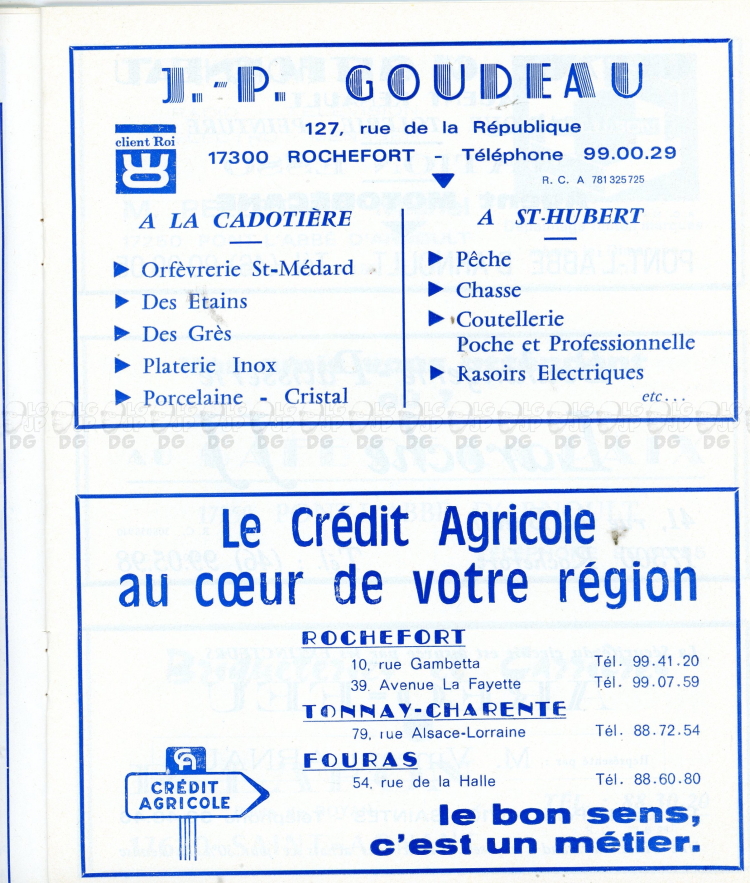 J.-P. GOUDEAU
client Roi
127, rue de la République
17300 ROCHEFORT - Téléphone 99.00.29
R. C. A 781325725
A LA CADOTIÈRE
Orfèvrerie St-Médard
Des Etains
Des Grès
Platerie Inox
Porcelaine - Cristal
A ST-HUBERT
Pêche
Chasse
Coutellerie
Poche et Professionnelle
Rasoirs Electriques
etc...
Le Crédit Agricole
au cœur de votre région
ROCHEFORT
10, rue Gambetta Tél. 99.41.20
39, Avenue La Fayette Tél. 99.07.59
TONNAY-CHARENTE
79, rue Alsace-Lorraine Tél. 88.72.54
FOURAS
54, rue de la Halle Tél. 88.60.80
CA
CRÉDIT
AGRICOLE
le bon sens,
c'est un métier.